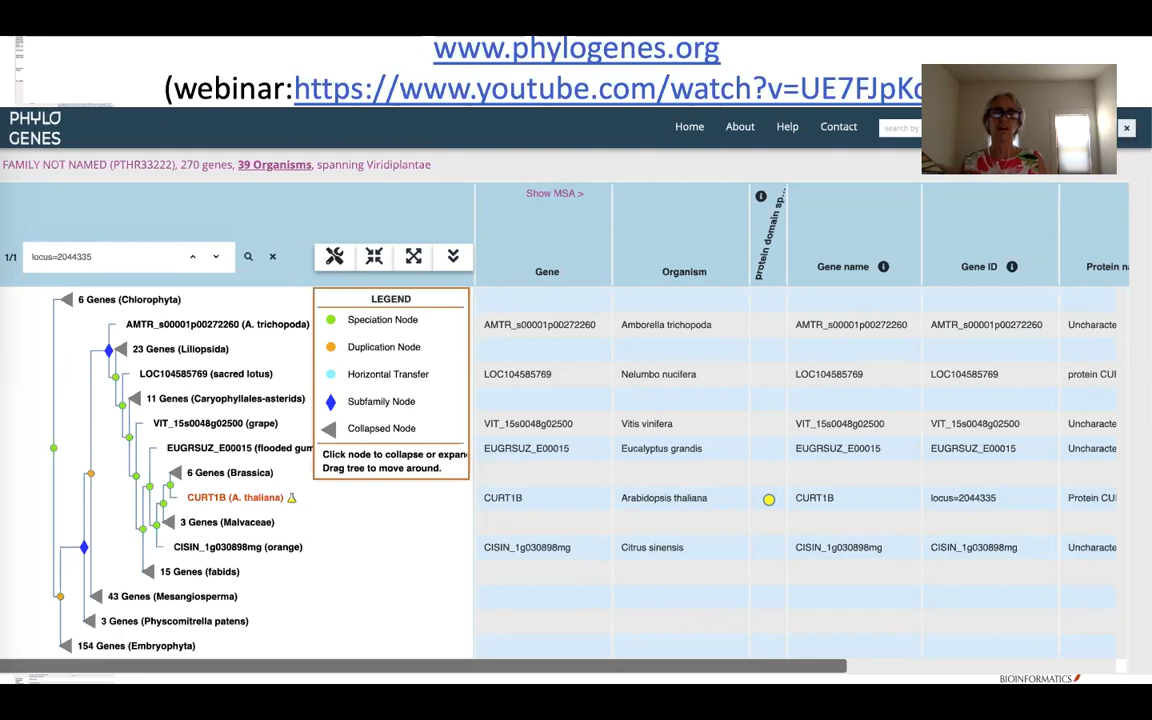 www.phylogenes.org
(webinar:https://www.youtube.com/watch?v=UE7FJpKc
PHYLO
GENES
Home About Help Contact search by
FAMILY NOT NAMED (PTHR33222), 270 genes, 39 Organisms, spanning Viridiplantae
Show MSA >
1/1 locus=2044335
Gene Organism Protein domain sp... Gene name Gene ID Protein n
LEGEND
Speciation Node
Duplication Node
Horizontal Transfer
Subfamily Node
Collapsed Node
Click node to collapse or expan
Drag tree to move around.
6 Genes (Chlorophyta)
AMTR_s00001p00272260 (A. trichopoda) AMTR_s00001p00272260 Amborella trichopoda AMTR_s00001p00272260 AMTR_s00001p00272260 Uncharacte
23 Genes (Liliopsida)
LOC104585769 (sacred lotus) LOC104585769 Nelumbo nucifera LOC104585769 LOC104585769 protein CUF
11 Genes (Caryophyllales-asterids)
VIT_15s0048g02500 (grape) VIT_15s0048g02500 Vitis vinifera VIT_15s0048g02500 VIT_15s0048g02500 Uncharacte
EUGRSUZ_E00015 (flooded gum EUGRSUZ_E00015 Eucalyptus grandis EUGRSUZ_E00015 EUGRSUZ_E00015 Uncharacte
6 Genes (Brassica)
CURT1B (A. thaliana) CURT1B Arabidopsis thaliana CURT1B locus=2044335 Protein CU
3 Genes (Malvaceae)
CISIN_1g030898mg (orange) CISIN_1g030898mg Citrus sinensis CISIN_1g030898mg CISIN_1g030898mg Uncharacte
15 Genes (fabids)
43 Genes (Mesangiosperma)
3 Genes (Physcomitrella patens)
154 Genes (Embryophyta)
BIOINFORMATICS